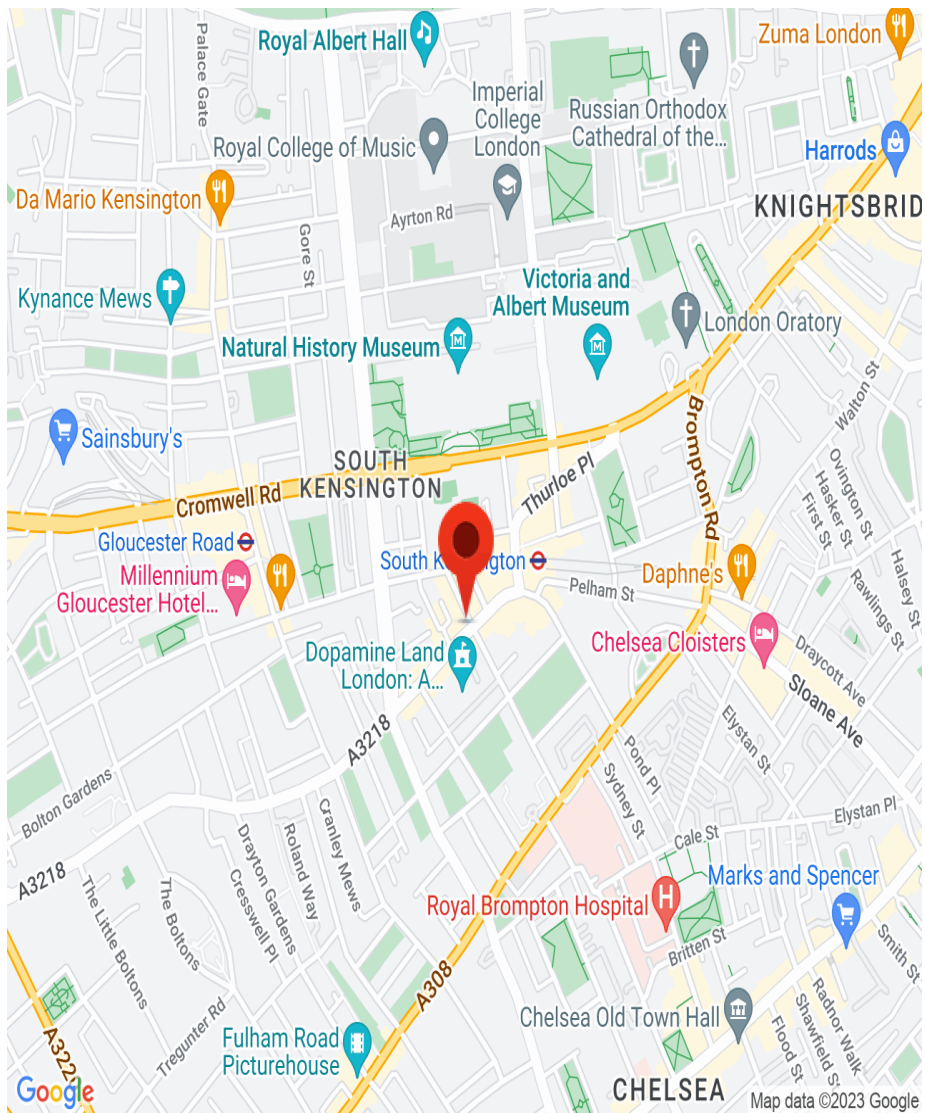 Royal Albert Hall
Zuma London
Palace Gate
Imperial
College
London
Russian Orthodox
Cathedral of the...
Royal College of Music
Harrods
Da Mario Kensington
Ayrton Rd
KNIGHTSBRID
Gore St
Kynance Mews
Victoria and
Albert Museum
London Oratory
Natural History Museum
Walton St
Sainsbury's
Brompton Rd
SOUTH
KENSINGTON
Cromwell Rd
Thurloe Pl
Ovington St
Hasker St
First St
Gloucester Road
South K ngton
Halsey St
Millennium
Gloucester Hotel...
Daphne's
Pelham St
Rawlings St
Chelsea Cloisters
Draycott Ave
Dopamine Land
London: A...
Sloane Ave
A3218
Elystan St
Pond Pl
Sydney St
Bolton Gardens
Elystan Pl
Cale St
Cranley Mews
Roland Way
Drayton Gardens
Cresswell Pl
A3218
The Boltons
The Little Boltons
Marks and Spencer
Royal Brompton Hospital
Britten St
Smith St
A308
Chelsea Old Town Hall
Radnor Walk
Shawfield St
Flood St
Tregunter Rd
Fulham Road
Picturehouse
A322
CHELSEA
Google
Map data ©2023 Google